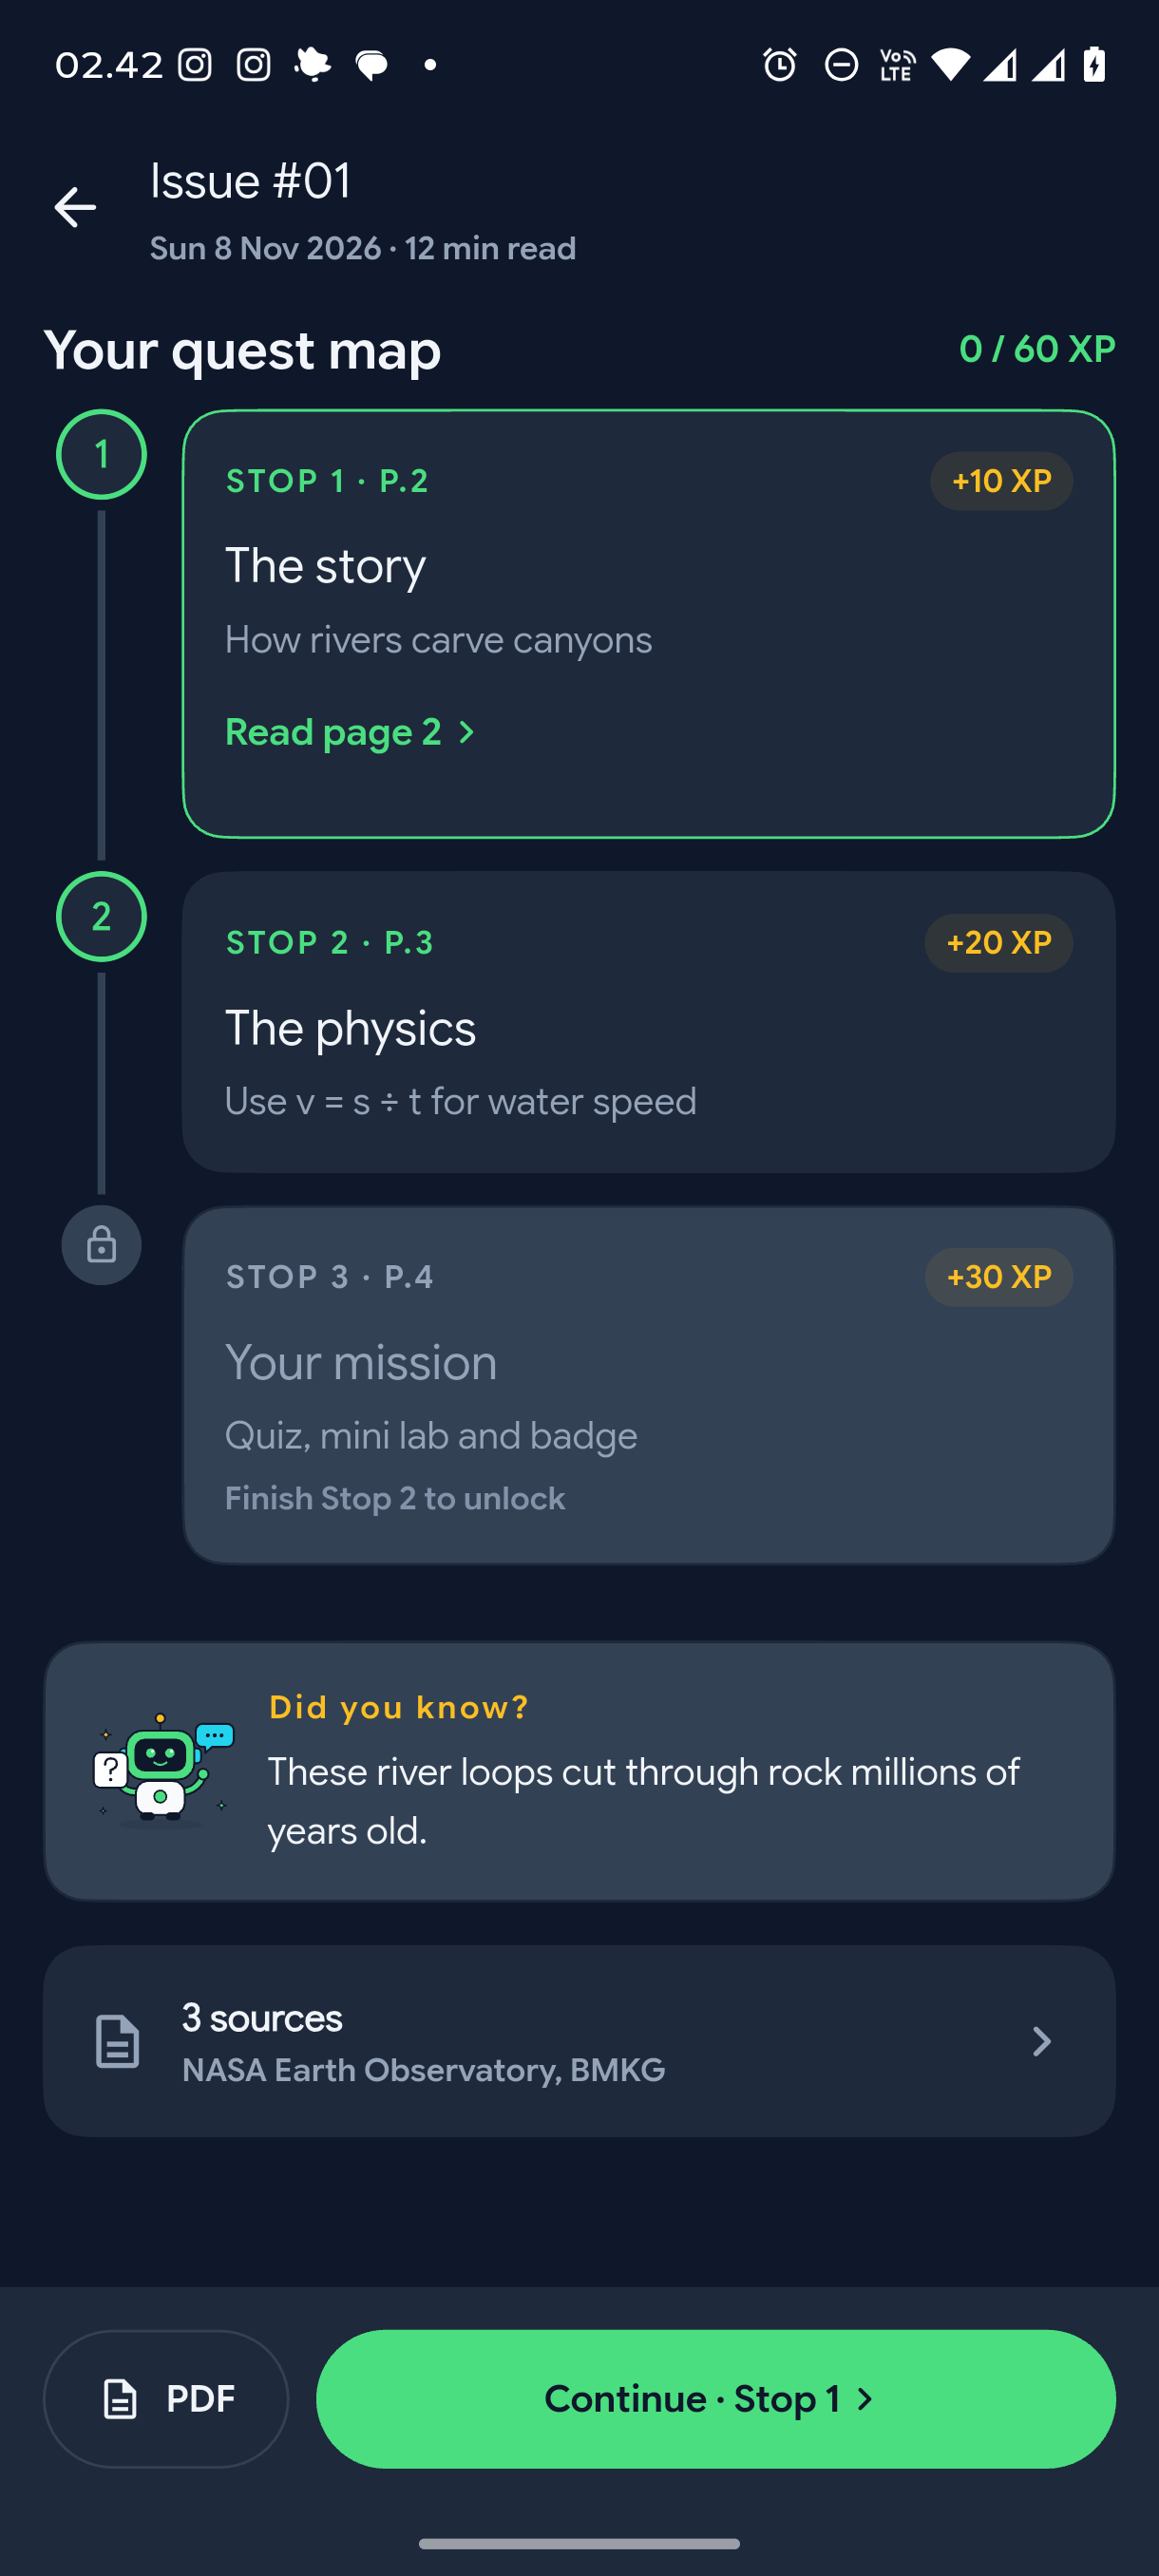 02.42
VoLTE
Issue #01
Sun 8 Nov 2026 · 12 min read
Your quest map
0 / 60 XP
1
STOP 1 · P.2
+10 XP
The story
How rivers carve canyons
Read page 2
2
STOP 2 · P.3
+20 XP
The physics
Use v = s ÷ t for water speed
STOP 3 · P.4
+30 XP
Your mission
Quiz, mini lab and badge
Finish Stop 2 to unlock
?
Did you know?
These river loops cut through rock millions of
years old.
3 sources
NASA Earth Observatory, BMKG
PDF
Continue · Stop 1